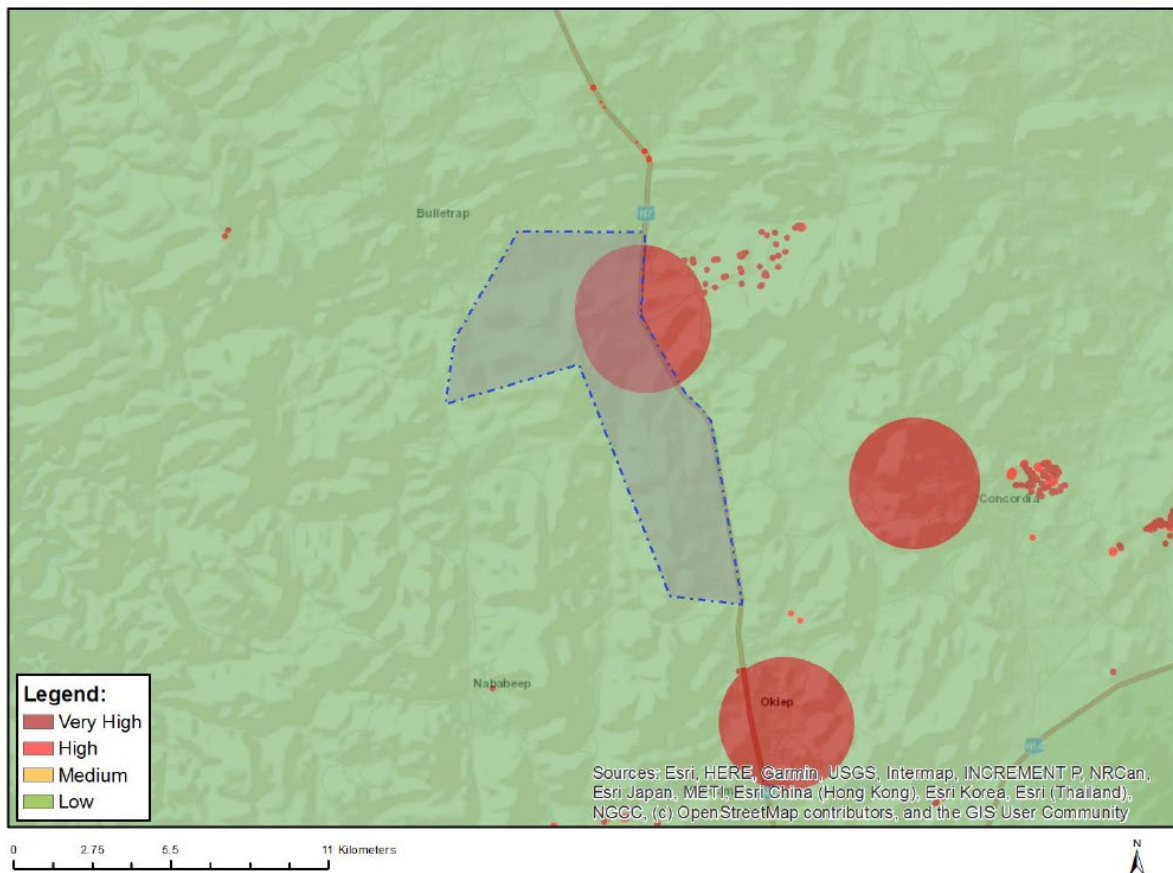 Bulletrap
N7
Concordia
Nababeep
Okiep
N14
Legend:
Very High
High
Medium
Low
Sources: Esri, HERE, Garmin, USGS, Intermap, INCREMENT P, NRCan,
Esri Japan, METI, Esri China (Hong Kong), Esri Korea, Esri (Thailand),
NGCC, (c) OpenStreetMap contributors, and the GIS User Community
0 2.75 5.5 11 Kilometers
N